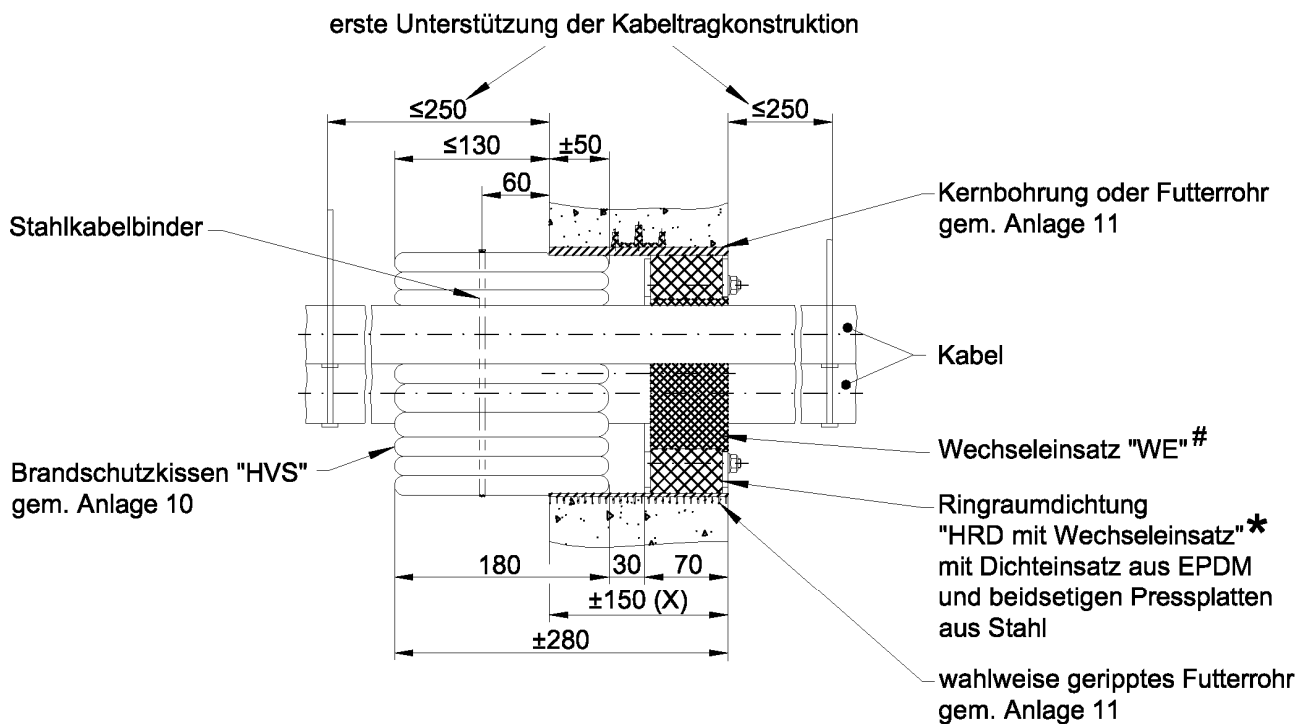 erste Unterstützung der Kabeltragkonstruktion
≤250
≤250
≤130
±50
60
Kernbohrung oder Futterrohr
gem. Anlage 11
Stahlkabelbinder
Kabel
Wechseleinsatz "WE" #
Brandschutzkissen "HVS"
gem. Anlage 10
Ringraumdichtung
"HRD mit Wechseleinsatz"*
mit Dichteinsatz aus EPDM
und beidsetigen Pressplatten
aus Stahl
180
30
70
±150 (X)
±280
wahlweise geripptes Futterrohr
gem. Anlage 11